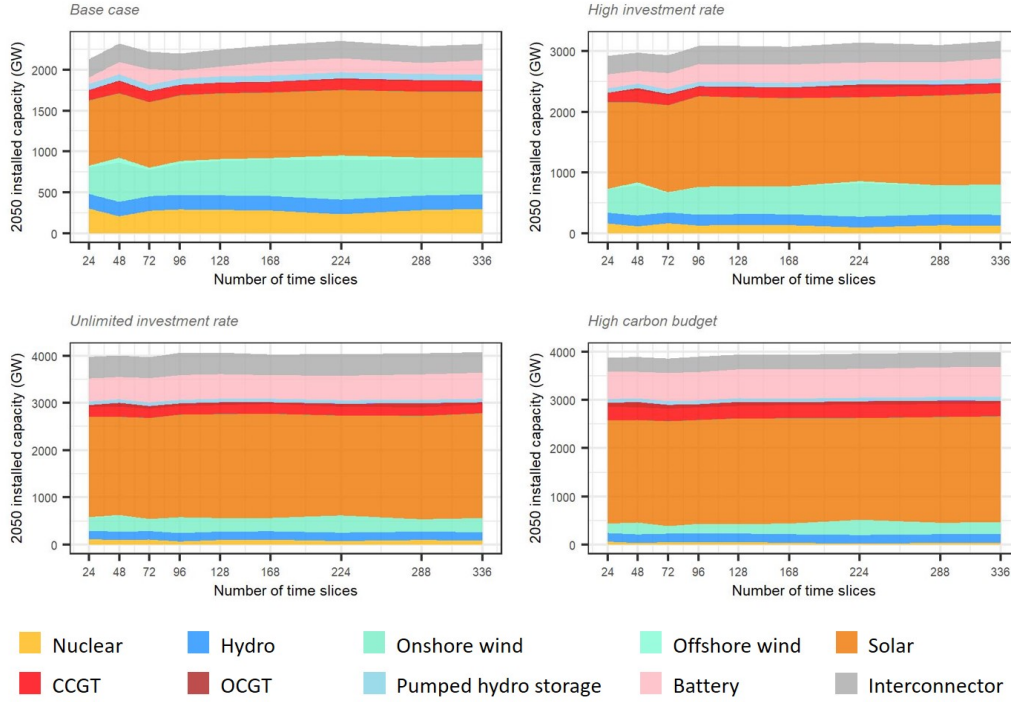 Base case
2050 installed capacity (GW)
2000
1500
1000
500
0
24 48 72 96 128 168 224 288 336
Number of time slices
High investment rate
2050 installed capacity (GW)
3000
2000
1000
0
24 48 72 96 128 168 224 288 336
Number of time slices
Unlimited investment rate
2050 installed capacity (GW)
4000
3000
2000
1000
0
24 48 72 96 128 168 224 288 336
Number of time slices
High carbon budget
2050 installed capacity (GW)
4000
3000
2000
1000
0
24 48 72 96 128 168 224 288 336
Number of time slices
Nuclear Hydro Onshore wind Offshore wind Solar
CCGT OCGT Pumped hydro storage Battery Interconnector